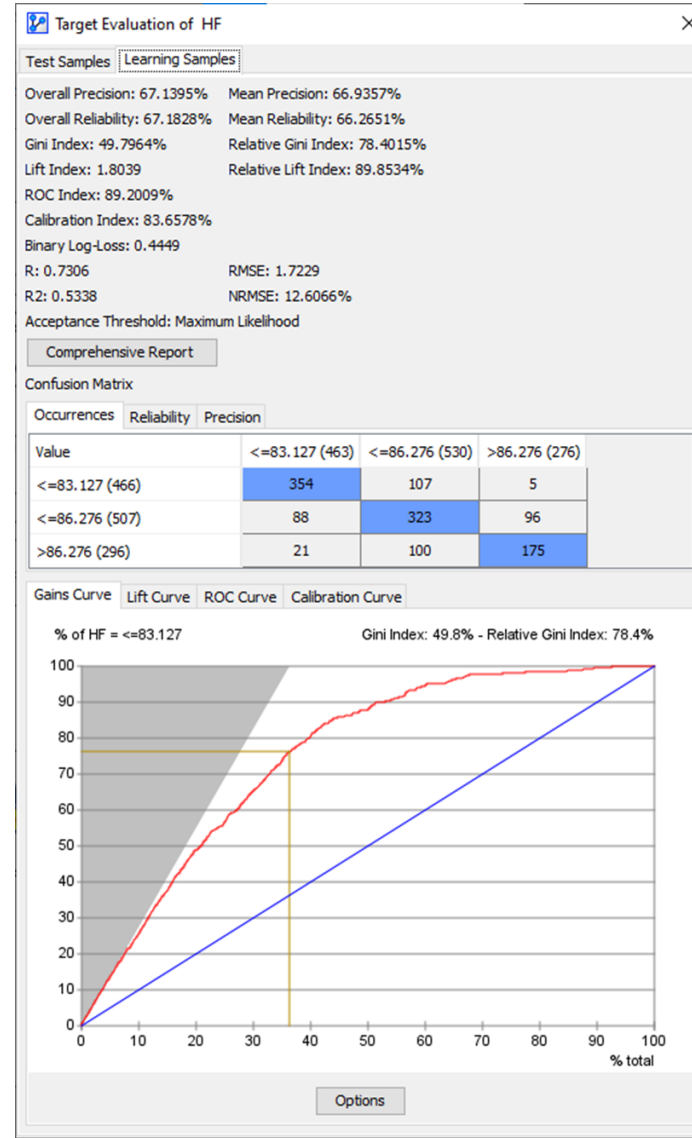 Target Evaluation of HF
Test Samples Learning Samples
Overall Precision: 67.1395% Mean Precision: 66.9357%
Overall Reliability: 67.1828% Mean Reliability: 66.2651%
Gini Index: 49.7964% Relative Gini Index: 78.4015%
Lift Index: 1.8039 Relative Lift Index: 89.8534%
ROC Index: 89.2009%
Calibration Index: 83.6578%
Binary Log-Loss: 0.4449
R: 0.7306 RMSE: 1.7229
R2: 0.5338 NRMSE: 12.6066%
Acceptance Threshold: Maximum Likelihood
Comprehensive Report
Confusion Matrix
Occurrences Reliability Precision
Value <=83.127 (463) <=86.276 (530) >86.276 (276)
<=83.127 (466) 354 107 5
<=86.276 (507) 88 323 96
>86.276 (296) 21 100 175
Gains Curve Lift Curve ROC Curve Calibration Curve
% of HF = <=83.127 Gini Index: 49.8% - Relative Gini Index: 78.4%
100
90
80
70
60
50
40
30
20
10
0
0 10 20 30 40 50 60 70 80 90 100
% total
Options